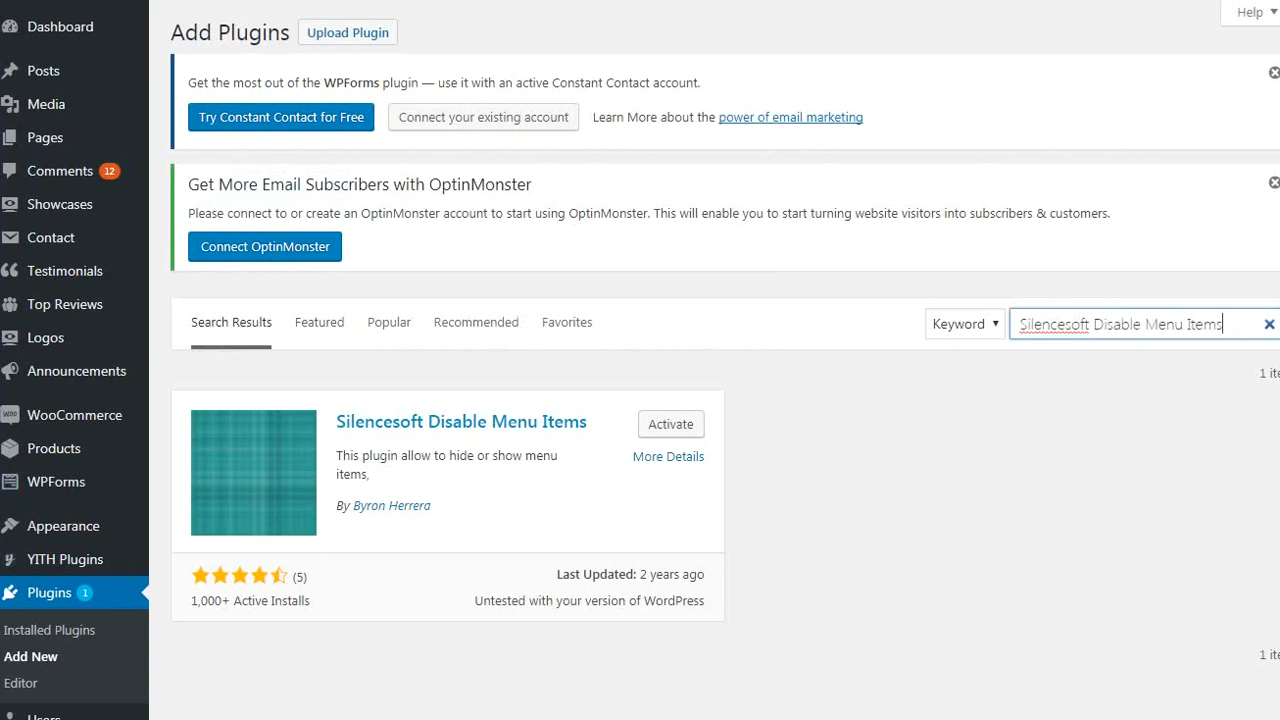 Dashboard
Posts
Media
Pages
Comments 12
Showcases
Contact
Testimonials
Top Reviews
Logos
Announcements
WooCommerce
Products
WPForms
Appearance
YITH Plugins
Plugins 1
Installed Plugins
Add New
Editor
Users
Help
Add Plugins
Upload Plugin
Get the most out of the WPForms plugin — use it with an active Constant Contact account.
Try Constant Contact for Free
Connect your existing account
Learn More about the power of email marketing
Get More Email Subscribers with OptinMonster
Please connect to or create an OptinMonster account to start using OptinMonster. This will enable you to start turning website visitors into subscribers & customers.
Connect OptinMonster
Search Results
Featured
Popular
Recommended
Favorites
Keyword
Silencesoft Disable Menu Items
1 ite
Silencesoft Disable Menu Items
Activate
More Details
This plugin allow to hide or show menu
items,
By Byron Herrera
(5)
1,000+ Active Installs
Last Updated: 2 years ago
Untested with your version of WordPress
1 ite